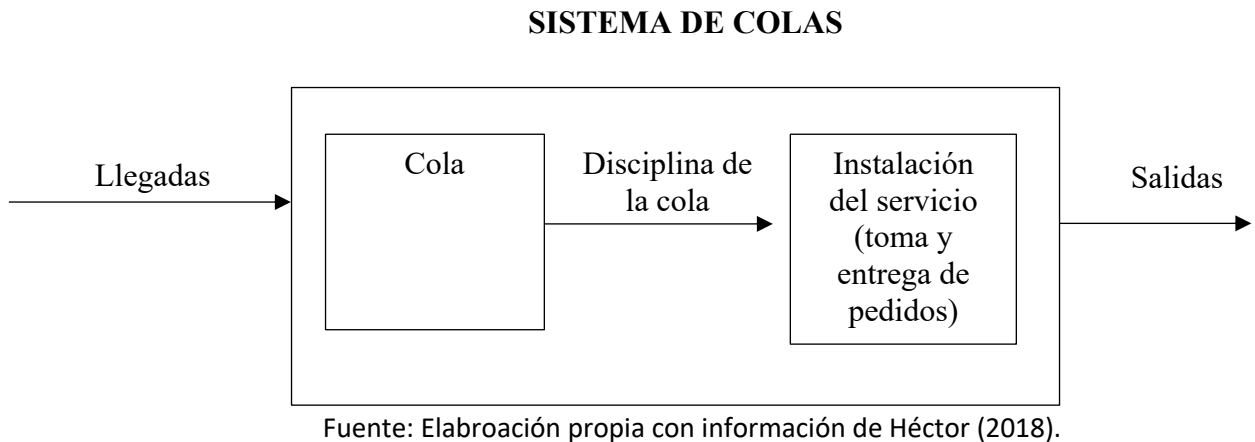 SISTEMA DE COLAS
Llegadas
Cola
Disciplina de
la cola
Instalación
del servicio
(toma y
entrega de
pedidos)
Salidas
Fuente: Elabroación propia con información de Héctor (2018).